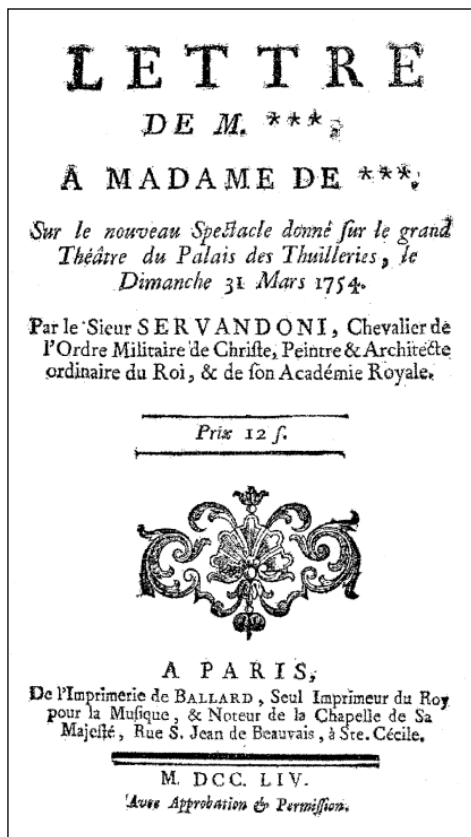 LETTRE
DE M. ***,
A MADAME DE ***.
Sur le nouveau Spectacle donné ſur le grand
Théâtre du Palais des Thuilleries, le
Dimanche 31 Mars 1754.
Par le Sieur SERVANDONI, Chevalier de
l'Ordre Militaire de Chriſte, Peintre & Architecte
ordinaire du Roi, & de ſon Académie Royale.
Prix 12 ſ.
A PARIS,
De l'Imprimerie de BALLARD, Seul Imprimeur du Roy
pour la Muſique, & Noteur de la Chapelle de Sa
Majeſté, Rue S. Jean de Beauvais, à Ste. Cécile.
M. DCC. LIV.
Avec Approbation & Permiſſion.